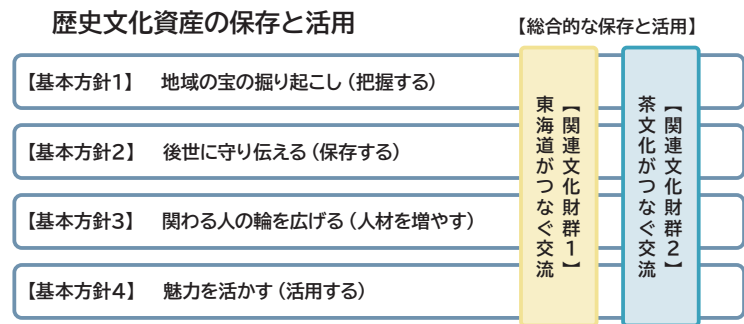 歴史文化資産の保存と活用
【総合的な保存と活用】
【基本方針1】　地域の宝の掘り起こし（把握する）
【基本方針2】　後世に守り伝える（保存する）
【基本方針3】　関わる人の輪を広げる（人材を増やす）
【基本方針4】　魅力を活かす（活用する）
【関連文化財群1】
東海道がつなぐ交流
【関連文化財群2】
茶文化がつなぐ交流